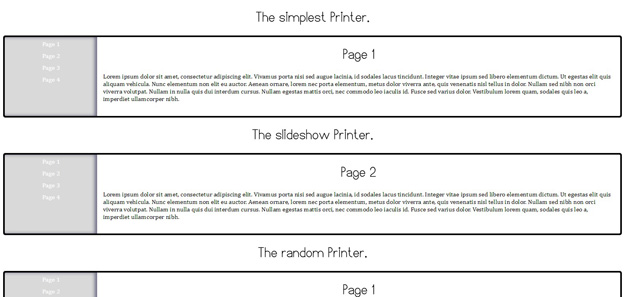 The simplest Printer.
Page 1
Page 2
Page 3
Page 4
Page 1
Lorem ipsum dolor sit amet, consectetur adipiscing elit. Vivamus porta nisi sed augue lacinia, id sodales lacus tincidunt. Integer vitae ipsum sed libero elementum dictum. Ut egestas elit quis
aliquam vehicula. Nunc elementum non elit eu auctor. Aenean ornare, lorem nec porta elementum, metus dolor viverra ante, quis venenatis nisl tellus in dolor. Nullam sed nibh non orci
viverra volutpat. Nullam in nulla quis dui interdum cursus. Nullam egestas mattis orci, nec commodo leo iaculis id. Fusce sed varius dolor. Vestibulum lorem quam, sodales quis leo a,
imperdiet ullamcorper nibh.
The slideshow Printer.
Page 1
Page 2
Page 3
Page 4
Page 2
Lorem ipsum dolor sit amet, consectetur adipiscing elit. Vivamus porta nisi sed augue lacinia, id sodales lacus tincidunt. Integer vitae ipsum sed libero elementum dictum. Ut egestas elit quis
aliquam vehicula. Nunc elementum non elit eu auctor. Aenean ornare, lorem nec porta elementum, metus dolor viverra ante, quis venenatis nisl tellus in dolor. Nullam sed nibh non orci
viverra volutpat. Nullam in nulla quis dui interdum cursus. Nullam egestas mattis orci, nec commodo leo iaculis id. Fusce sed varius dolor. Vestibulum lorem quam, sodales quis leo a,
imperdiet ullamcorper nibh.
The random Printer.
Page 1
Page 2
Page 1